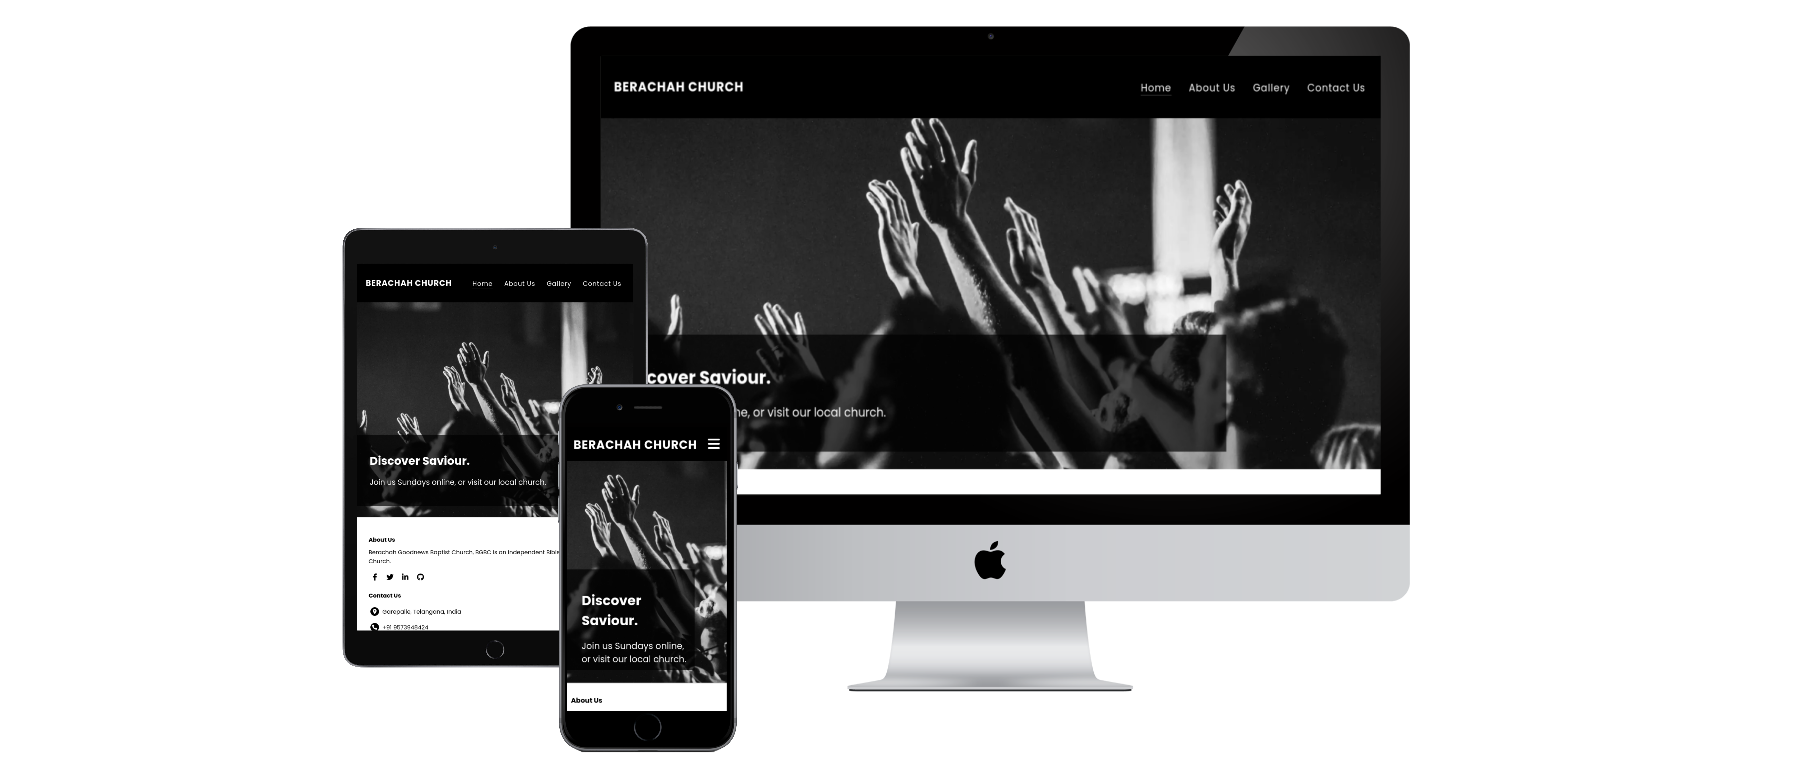 BERACHAH CHURCH
Home About Us Gallery Contact Us
cover Saviour.
ne, or visit our local church.
BERACHAH CHURCH
Home About Us Gallery Contact Us
Discover Saviour.
Join us Sundays online, or visit our local church.
About Us
Berachah Goodnews Baptist Church. BGBC is an Independent Bible
Church.
Contact Us
Garepalle, Telangana, India
+91 9573948424
BERACHAH CHURCH
Discover
Saviour.
Join us Sundays online,
or visit our local church.
About Us